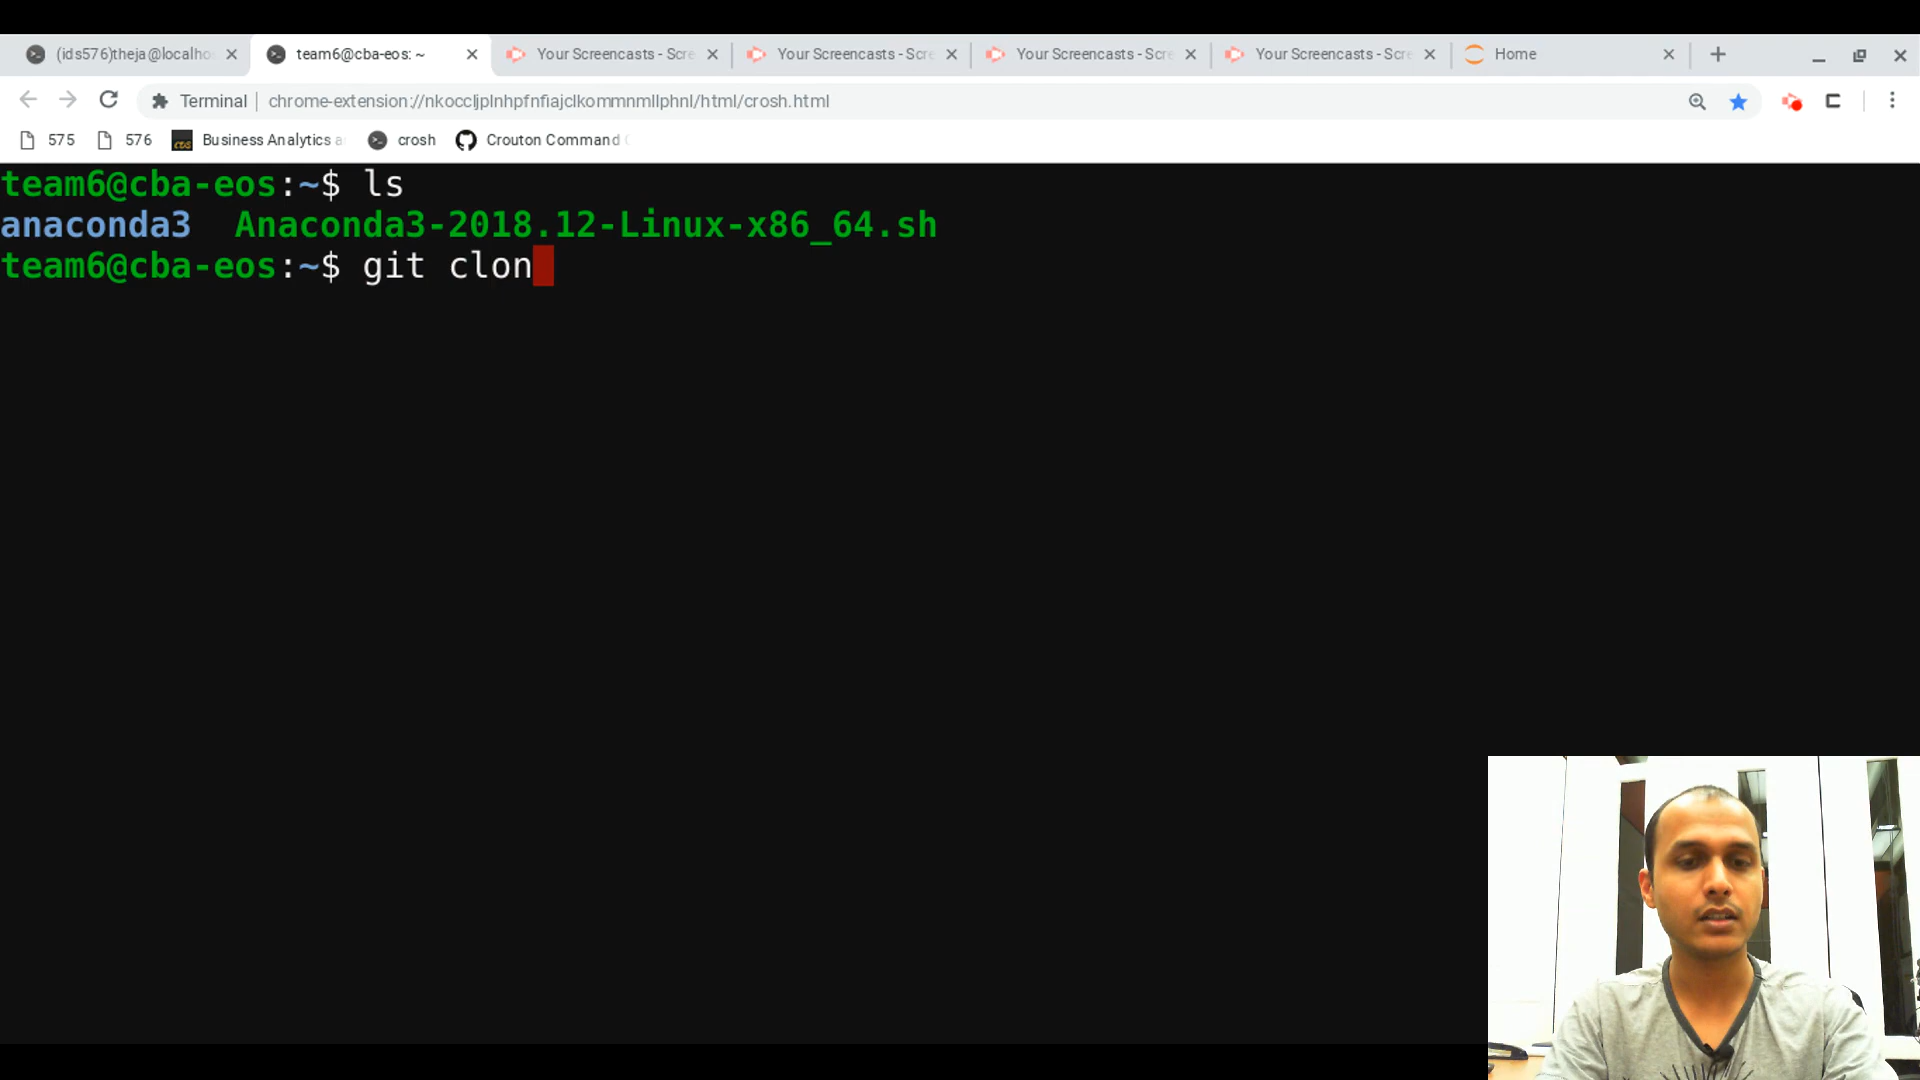 (ids576)theja@localho
team6@cba-eos: ~
Your Screencasts - Scre
Your Screencasts - Scre
Your Screencasts - Scre
Your Screencasts - Scre
Home
Terminal
chrome-extension://nkoccljplnhpfnfiajclkommnmllphnl/html/crosh.html
575
576
Business Analytics a
crosh
Crouton Command
team6@cba-eos:~$ ls
anaconda3  Anaconda3-2018.12-Linux-x86_64.sh
team6@cba-eos:~$ git clon